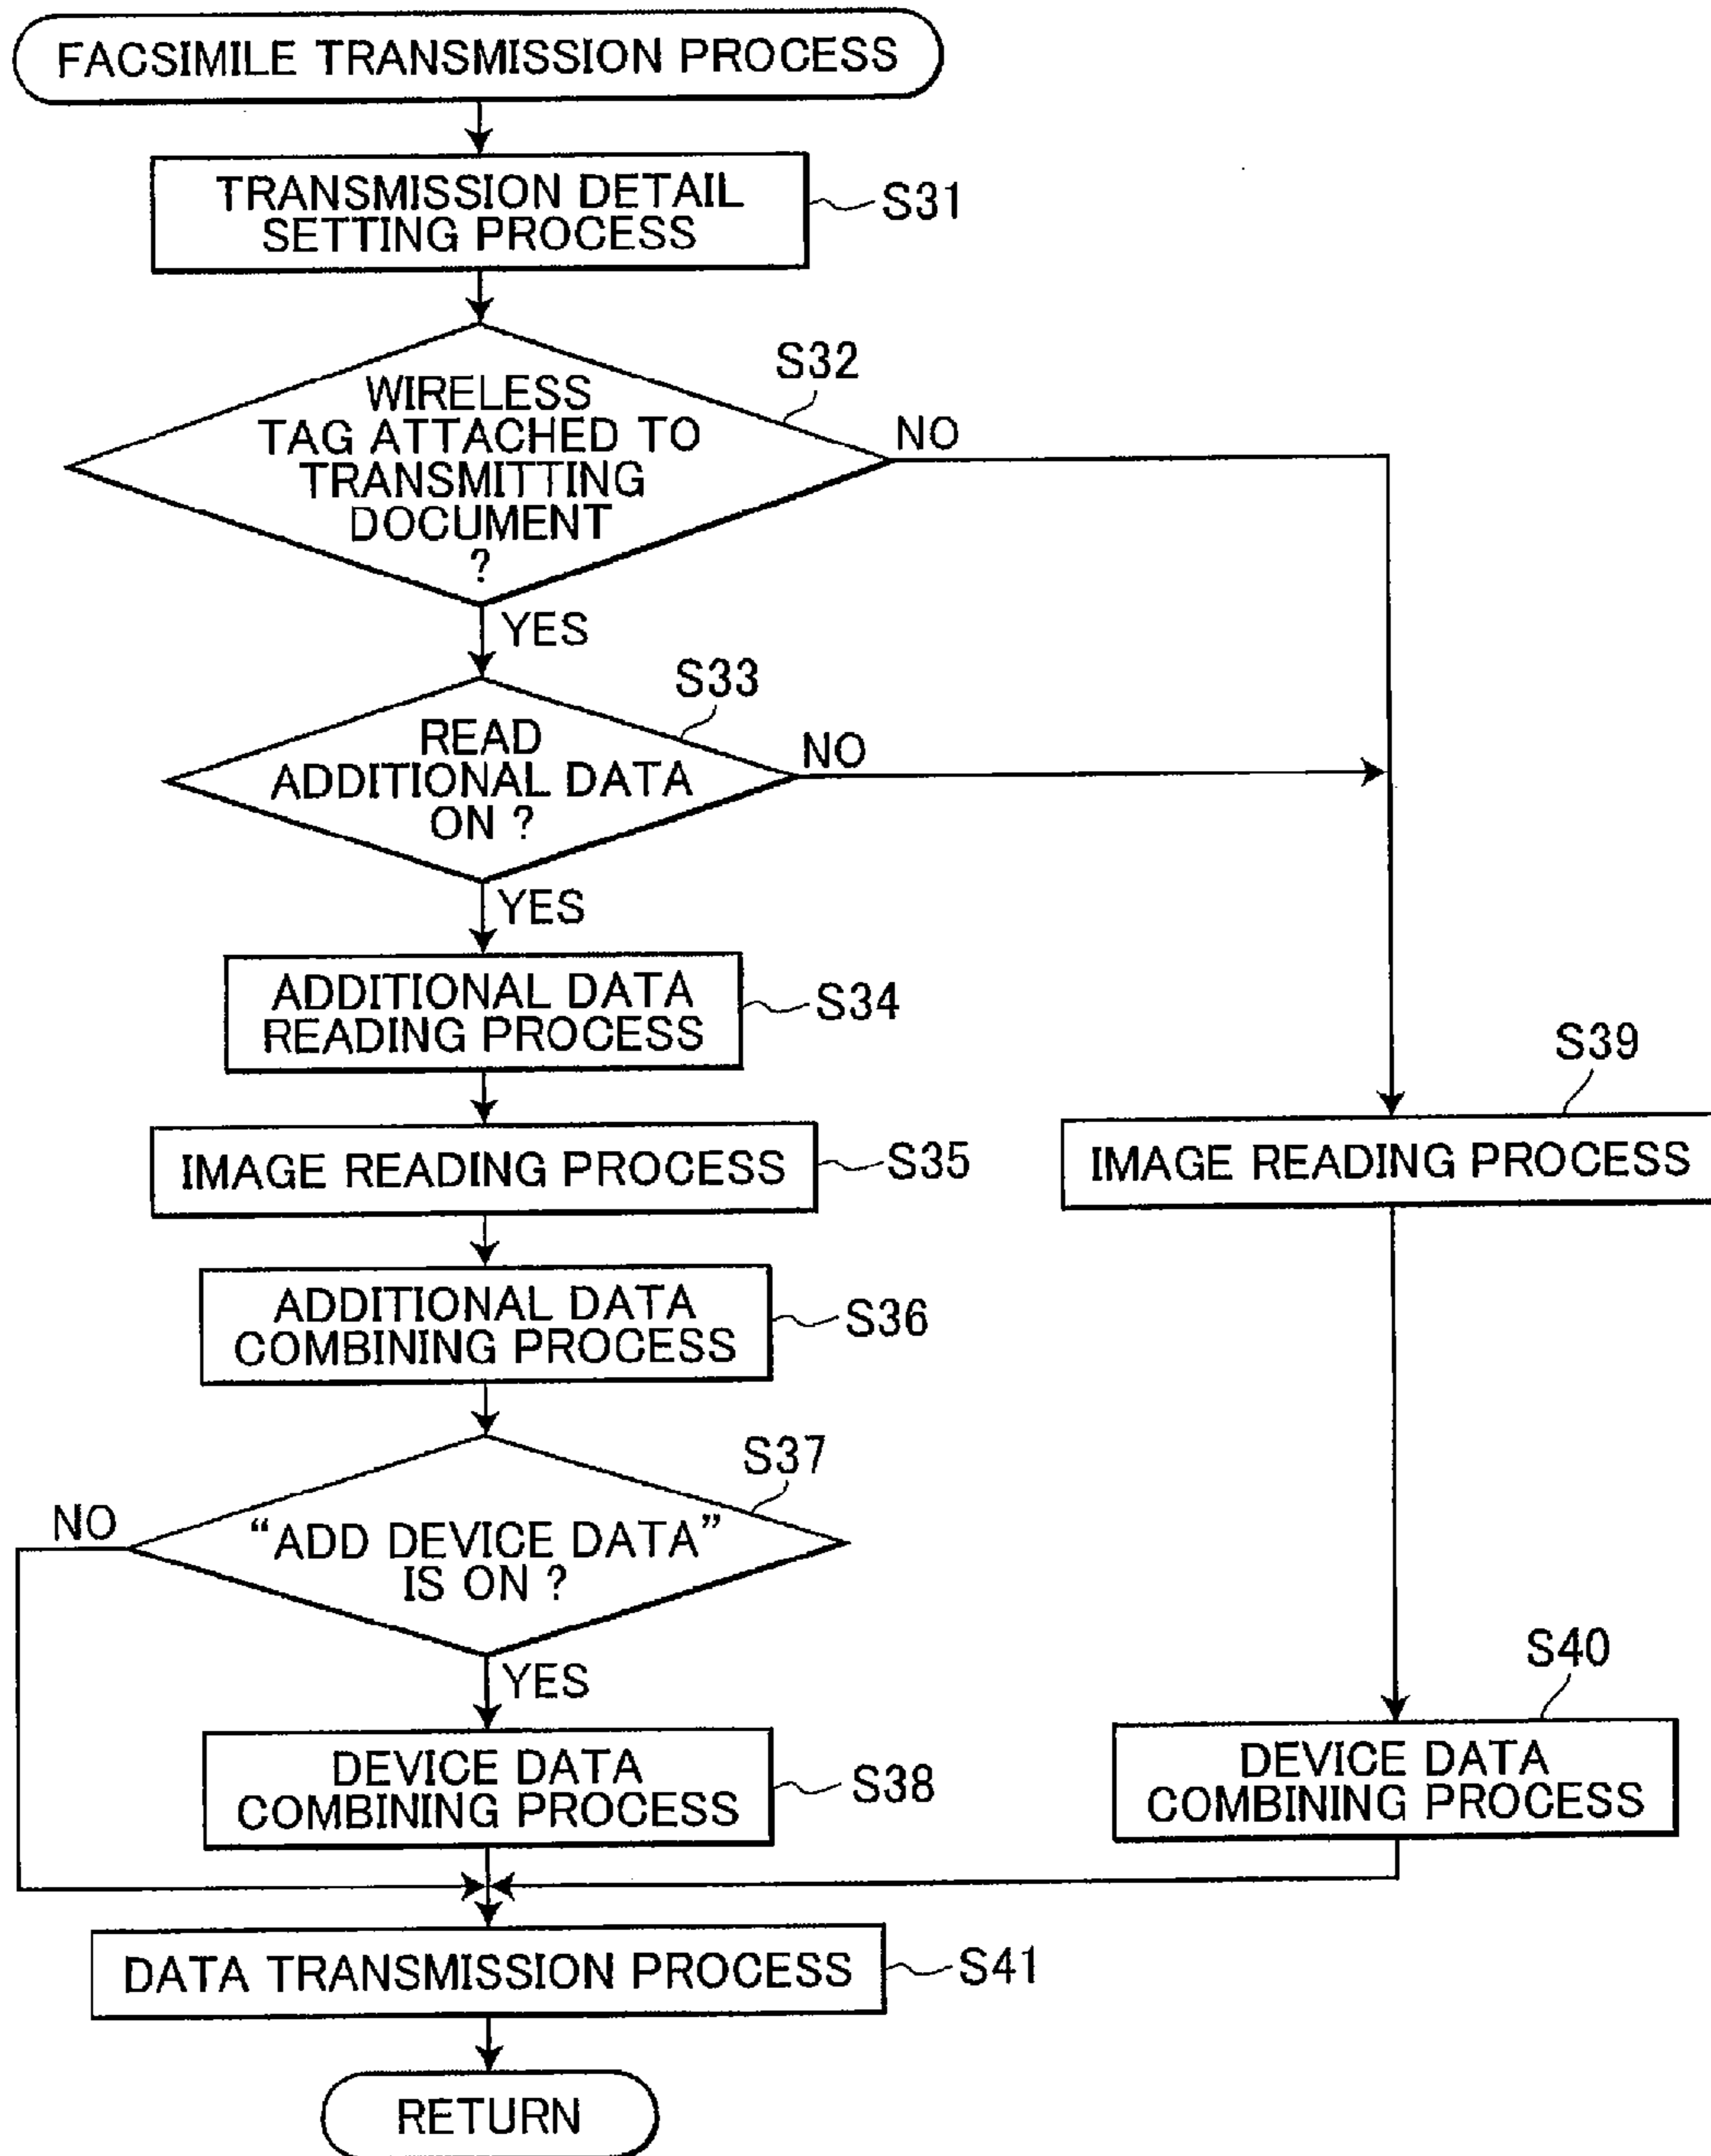 FACSIMILE TRANSMISSION PROCESS
TRANSMISSION DETAIL
SETTING PROCESS
S31
S32
WIRELESS
TAG ATTACHED TO
TRANSMITTING
DOCUMENT
?
NO
YES
S33
READ
ADDITIONAL DATA
ON ?
NO
YES
ADDITIONAL DATA
READING PROCESS
S34
S39
IMAGE READING PROCESS
S35
IMAGE READING PROCESS
ADDITIONAL DATA
COMBINING PROCESS
S36
S37
NO
“ADD DEVICE DATA”
IS ON ?
YES
S40
DEVICE DATA
COMBINING PROCESS
S38
DEVICE DATA
COMBINING PROCESS
DATA TRANSMISSION PROCESS
S41
RETURN